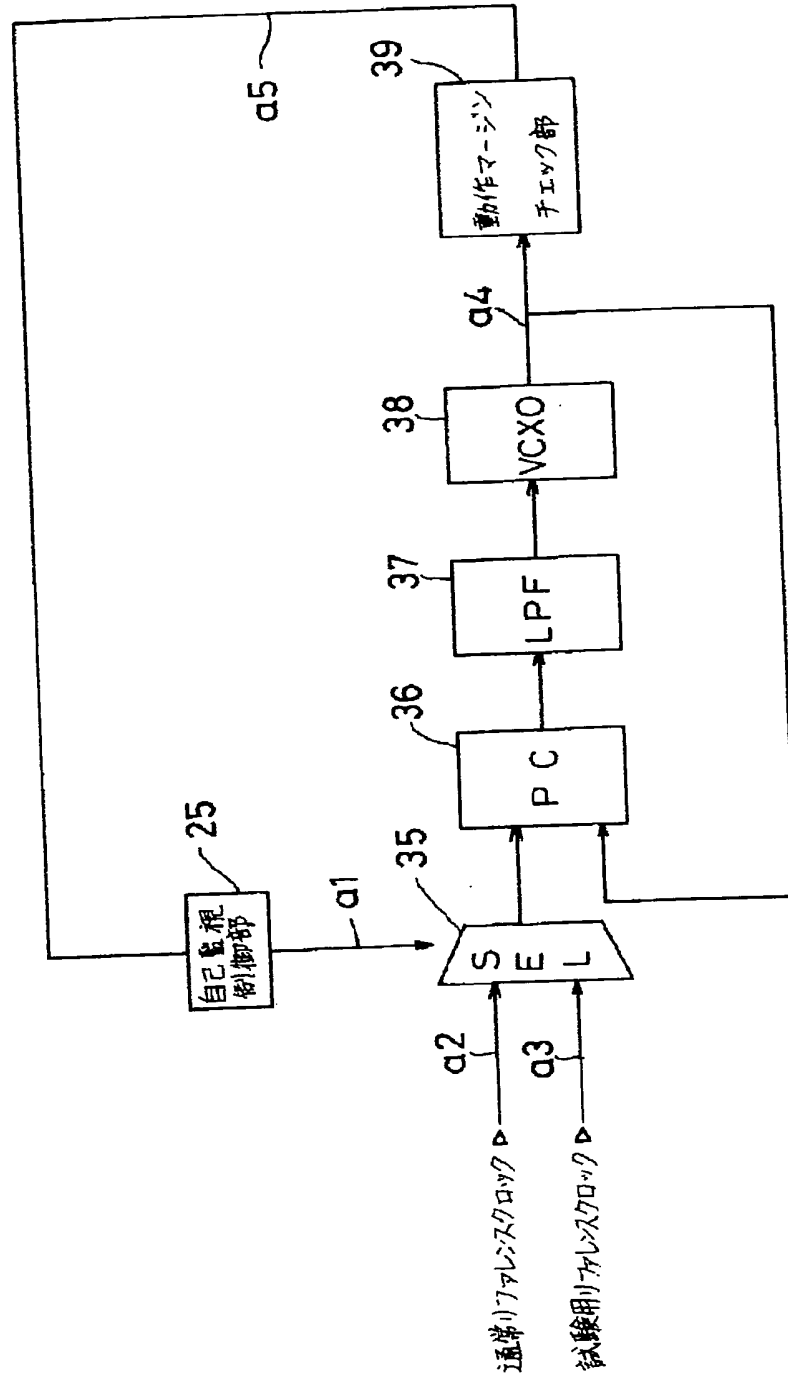 a5
25
自己監視
制御部
a1
35
SEL
a2
通常リファレンスクロック
a3
試験用リファレンスクロック
36
PC
37
LPF
38
VCXO
a4
39
動作マージン
チェック部